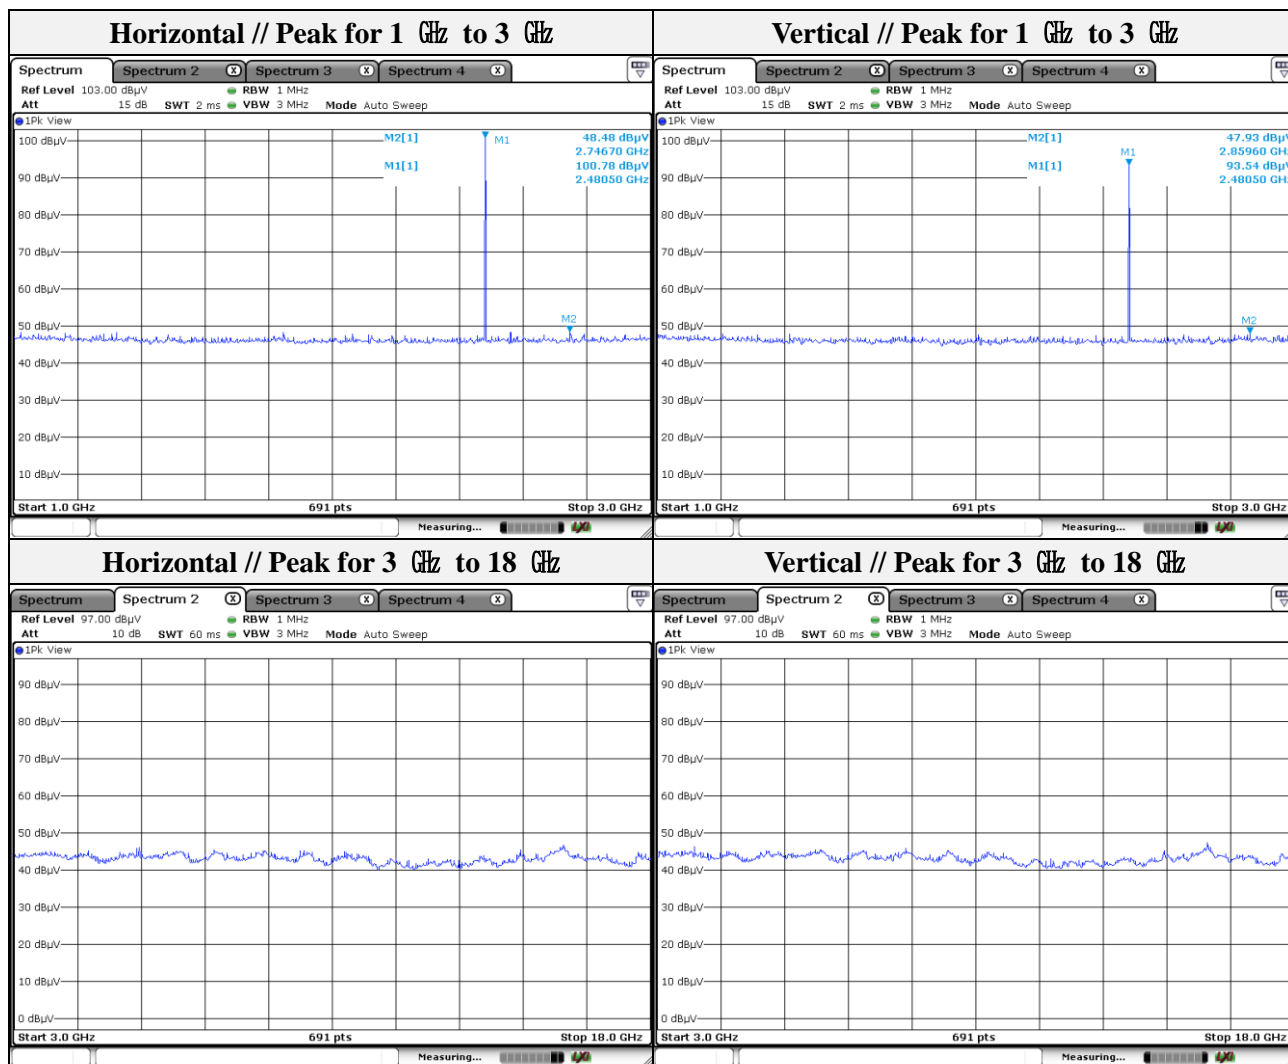 Horizontal // Peak for 1 ㎓ to 3 ㎓
Spectrum Spectrum 2 X Spectrum 3 X Spectrum 4 X
Ref Level 103.00 dBµV RBW 1 MHz
Att 15 dB SWT 2 ms VBW 3 MHz Mode Auto Sweep
1Pk View
M2[1] 48.48 dBµV
2.74670 GHz
M1[1] 100.78 dBµV
2.48050 GHz
M1
M2
100 dBµV
90 dBµV
80 dBµV
70 dBµV
60 dBµV
50 dBµV
40 dBµV
30 dBµV
20 dBµV
10 dBµV
Start 1.0 GHz 691 pts Stop 3.0 GHz
Measuring...
Vertical // Peak for 1 ㎓ to 3 ㎓
Spectrum Spectrum 2 X Spectrum 3 X Spectrum 4 X
Ref Level 103.00 dBµV RBW 1 MHz
Att 15 dB SWT 2 ms VBW 3 MHz Mode Auto Sweep
1Pk View
M2[1] 47.93 dBµV
2.85960 GHz
M1[1] 93.54 dBµV
2.48050 GHz
M1
M2
100 dBµV
90 dBµV
80 dBµV
70 dBµV
60 dBµV
50 dBµV
40 dBµV
30 dBµV
20 dBµV
10 dBµV
Start 1.0 GHz 691 pts Stop 3.0 GHz
Measuring...
Horizontal // Peak for 3 ㎓ to 18 ㎓
Spectrum Spectrum 2 X Spectrum 3 X Spectrum 4 X
Ref Level 97.00 dBµV RBW 1 MHz
Att 10 dB SWT 60 ms VBW 3 MHz Mode Auto Sweep
1Pk View
90 dBµV
80 dBµV
70 dBµV
60 dBµV
50 dBµV
40 dBµV
30 dBµV
20 dBµV
10 dBµV
0 dBµV
Start 3.0 GHz 691 pts Stop 18.0 GHz
Measuring...
Vertical // Peak for 3 ㎓ to 18 ㎓
Spectrum Spectrum 2 X Spectrum 3 X Spectrum 4 X
Ref Level 97.00 dBµV RBW 1 MHz
Att 10 dB SWT 60 ms VBW 3 MHz Mode Auto Sweep
1Pk View
90 dBµV
80 dBµV
70 dBµV
60 dBµV
50 dBµV
40 dBµV
30 dBµV
20 dBµV
10 dBµV
0 dBµV
Start 3.0 GHz 691 pts Stop 18.0 GHz
Measuring...